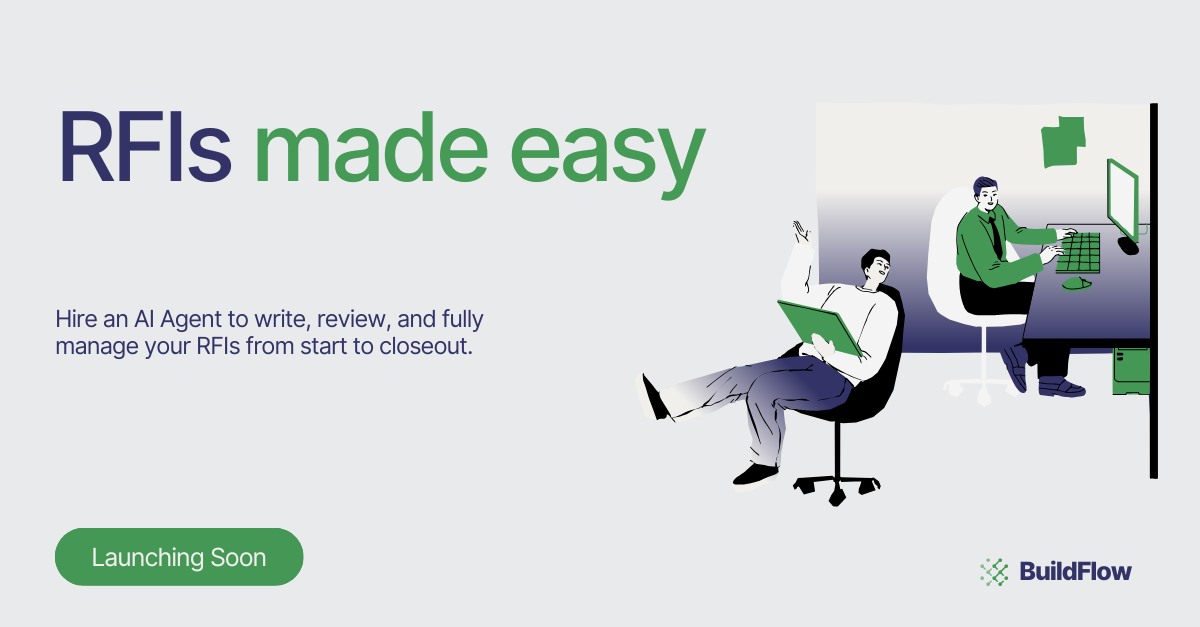 RFIs made easy
Hire an AI Agent to write, review, and fully
manage your RFIs from start to closeout.
Launching Soon
BuildFlow